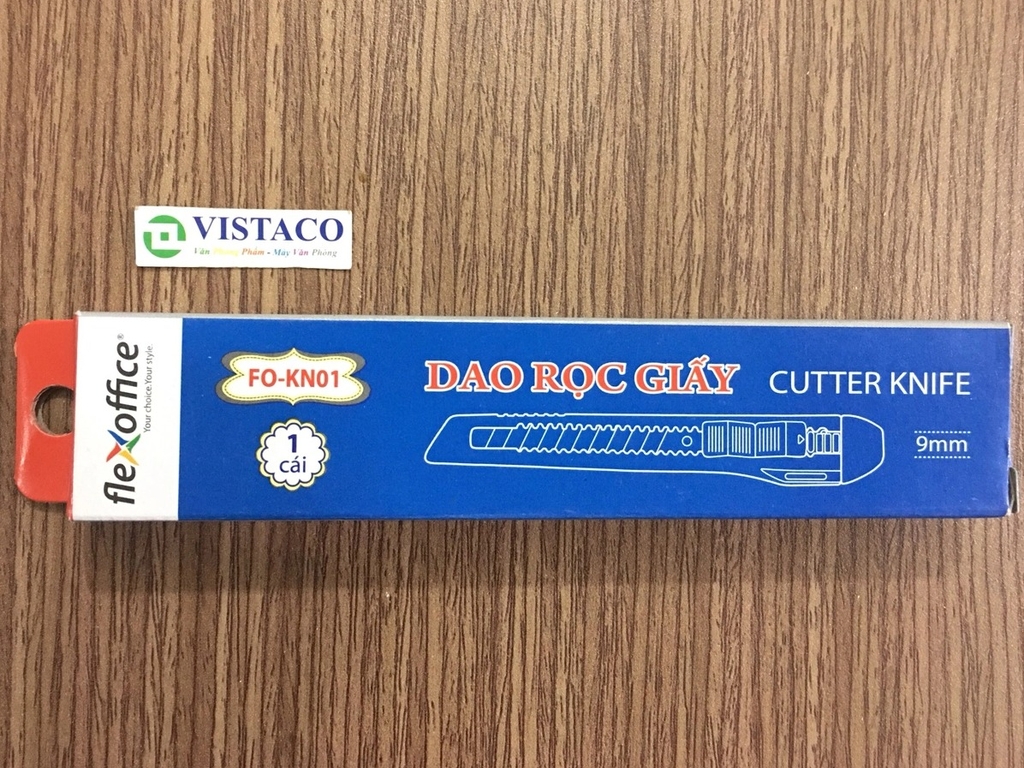 VISTACO
Văn Phòng Phẩm - Máy Văn Phòng
flexoffice®
Your choice.Your style.
FO-KN01
1
cái
DAO RỌC GIẤY
CUTTER KNIFE
9mm